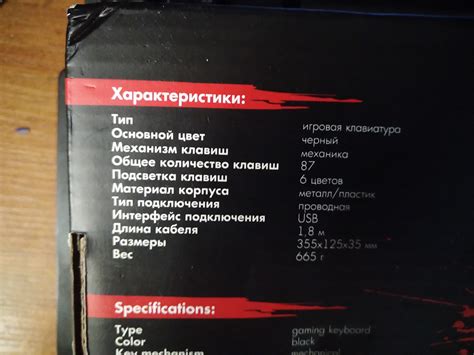 Характеристики:
Тип игровая клавиатура
Основной цвет черный
Механизм клавиш механика
Общее количество клавиш 87
Подсветка клавиш 6 цветов
Материал корпуса металл/пластик
Тип подключения проводная
Интерфейс подключения USB
Длина кабеля 1,8 м
Размеры 355x125x35 мм
Вес 665 г
Specifications:
Type gaming keyboard
Color black
Key mechanism mechanical